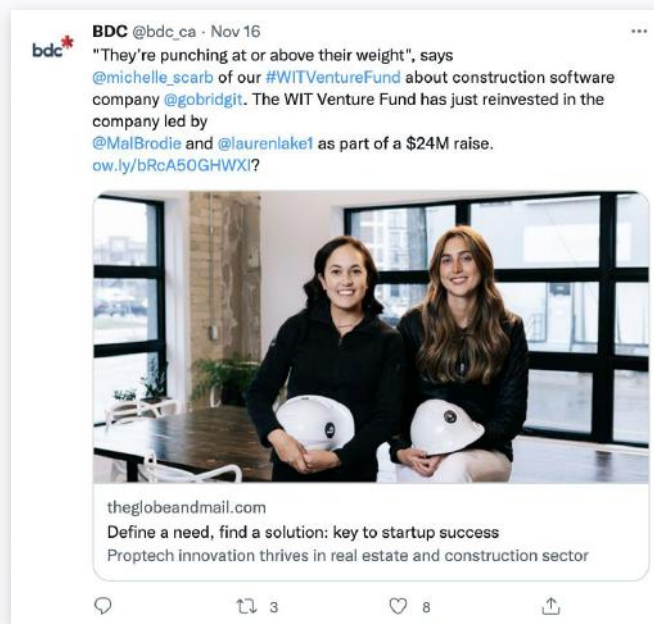 BDC @bdc_ca · Nov 16
bdc*
"They're punching at or above their weight", says
@michelle_scarb of our #WITVentureFund about construction software
company @gobridgit. The WIT Venture Fund has just reinvested in the
company led by
@MalBrodie and @laurenlake1 as part of a $24M raise.
ow.ly/bRcA50GHWXI?
theglobeandmail.com
Define a need, find a solution: key to startup success
Proptech innovation thrives in real estate and construction sector
3
8